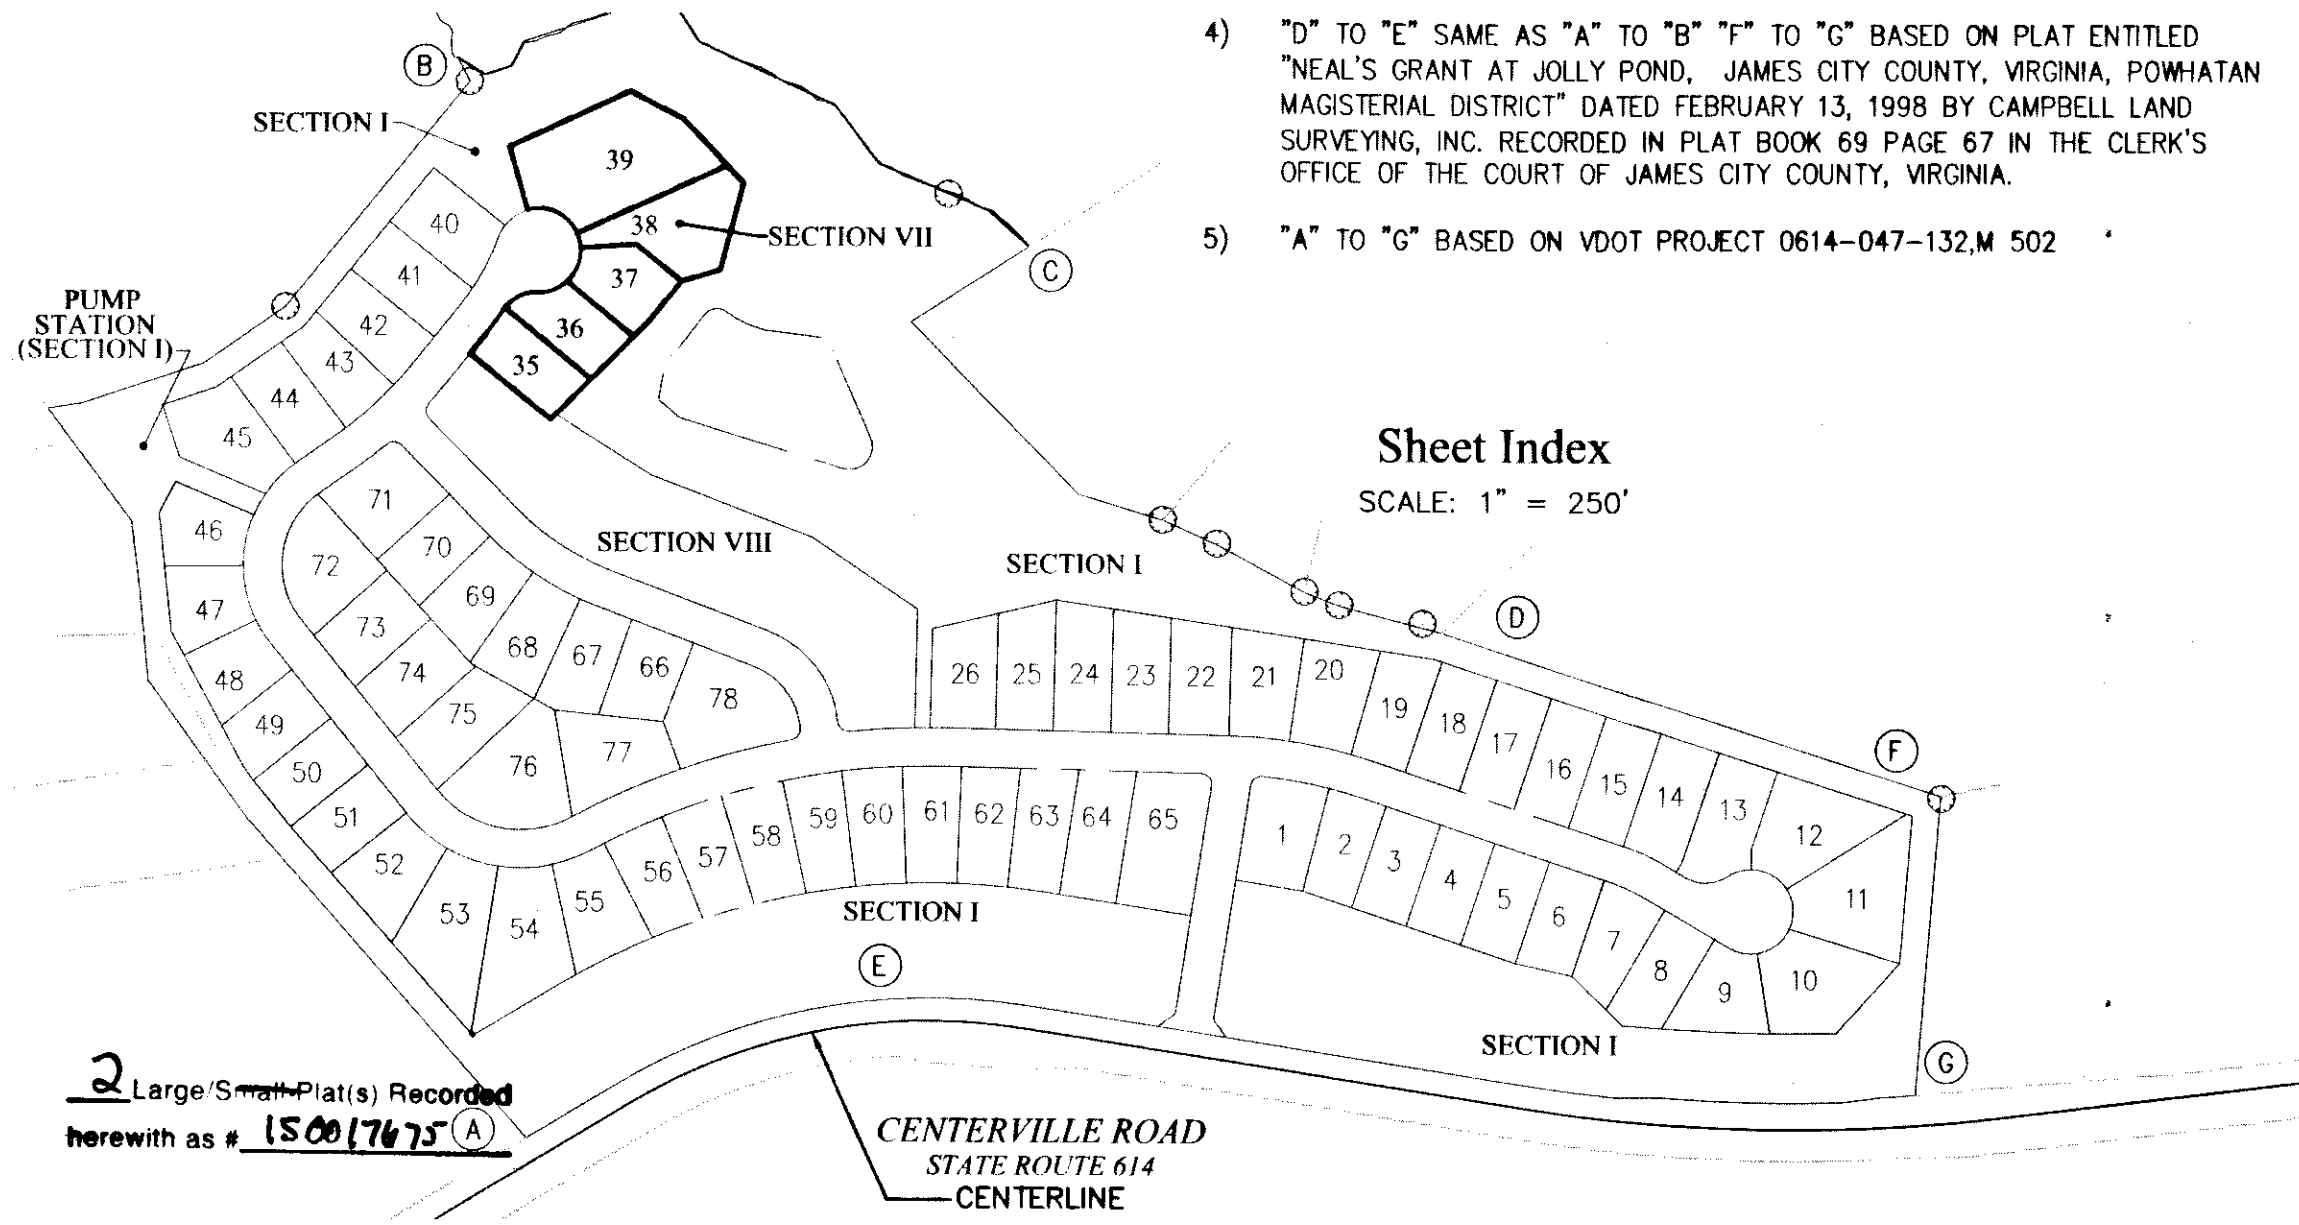 4) "D" TO "E" SAME AS "A" TO "B" "F" TO "G" BASED ON PLAT ENTITLED
"NEAL'S GRANT AT JOLLY POND, JAMES CITY COUNTY, VIRGINIA, POWHATAN
MAGISTERIAL DISTRICT" DATED FEBRUARY 13, 1998 BY CAMPBELL LAND
SURVEYING, INC. RECORDED IN PLAT BOOK 69 PAGE 67 IN THE CLERK'S
OFFICE OF THE COURT OF JAMES CITY COUNTY, VIRGINIA.
5) "A" TO "G" BASED ON VDOT PROJECT 0614-047-132,M 502
B
SECTION I
39
38
SECTION VII
37
36
35
C
40
41
42
43
44
45
PUMP
STATION
(SECTION I)
Sheet Index
SCALE: 1" = 250'
46
47
48
49
50
51
52
53
54
55
56
57
58
59
60
61
62
63
64
65
71
70
72
69
73
68
67
66
78
74
75
76
77
SECTION VIII
SECTION I
D
26
25
24
23
22
21
20
19
18
17
16
15
14
13
12
11
10
F
1
2
3
4
5
6
7
8
9
SECTION I
E
SECTION I
G
2 Large/Small Plat(s) Recorded
herewith as # 150017675
A
CENTERVILLE ROAD
STATE ROUTE 614
CENTERLINE